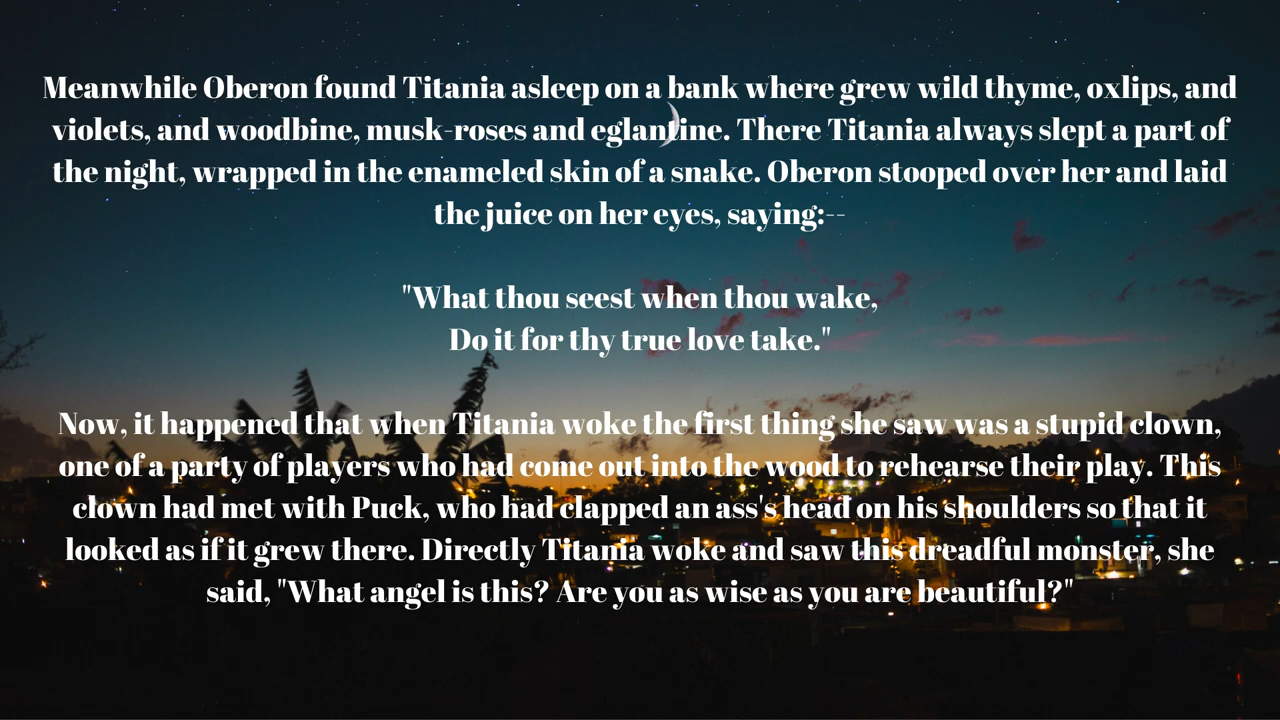 Meanwhile Oberon found Titania asleep on a bank where grew wild thyme, oxlips, and
violets, and woodbine, musk-roses and eglantine. There Titania always slept a part of
the night, wrapped in the enameled skin of a snake. Oberon stooped over her and laid
the juice on her eyes, saying:--
"What thou seest when thou wake,
Do it for thy true love take."
Now, it happened that when Titania woke the first thing she saw was a stupid clown,
one of a party of players who had come out into the wood to rehearse their play. This
clown had met with Puck, who had clapped an ass's head on his shoulders so that it
looked as if it grew there. Directly Titania woke and saw this dreadful monster, she
said, "What angel is this? Are you as wise as you are beautiful?"